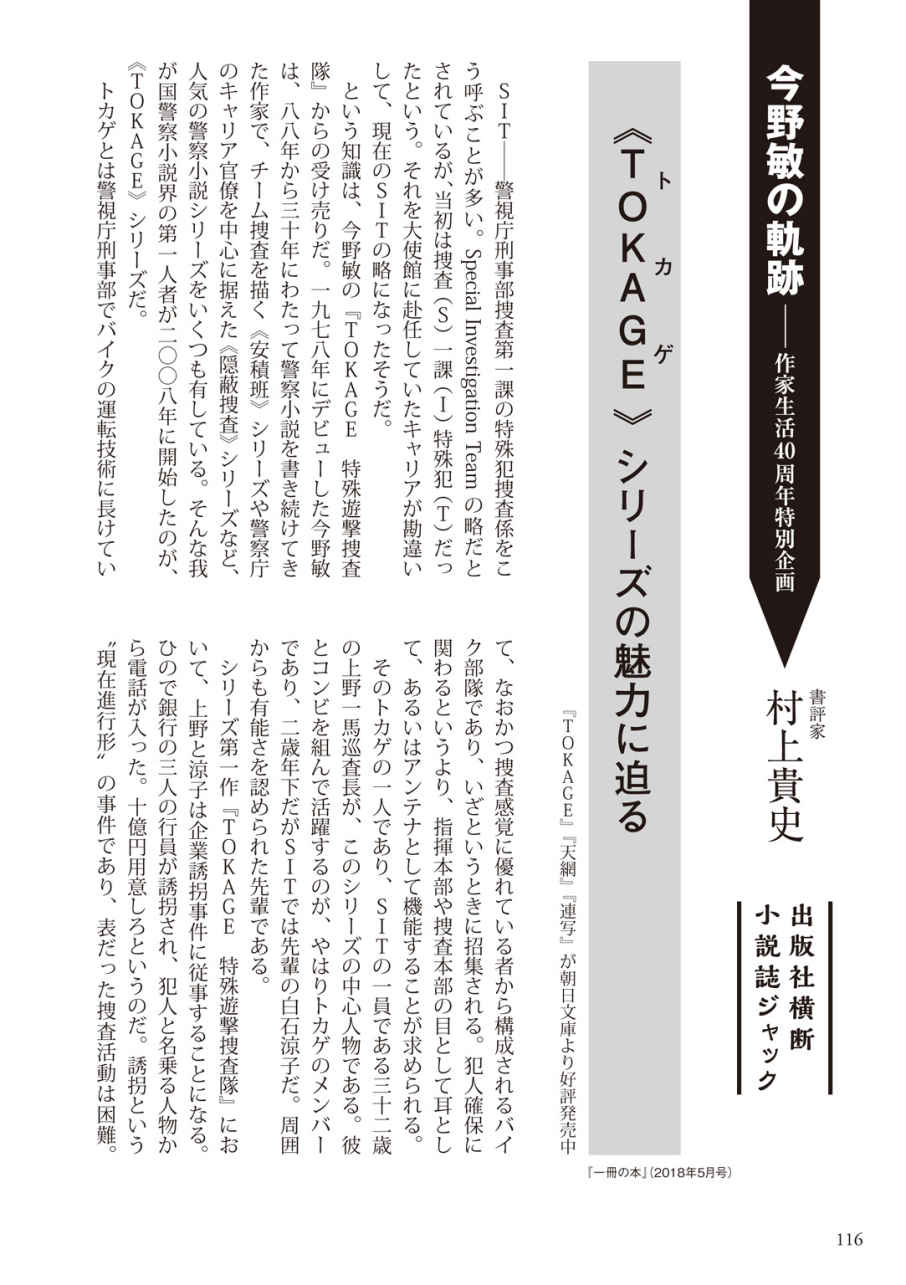 今野敏の軌跡――作家生活40周年特別企画
書評家
村上貴史
出版社横断
小説誌ジャック
《TOKAGE》シリーズの魅力に迫る
トカゲ
『一冊の本』(2018年5月号)
『TOKAGE』『天網』『連写』が朝日文庫より好評発売中
SIT――警視庁刑事部捜査第一課の特殊犯捜査係をこ
う呼ぶことが多い。Special Investigation Team の略だと
されているが、当初は捜査(S)一課(I)特殊犯(T)だっ
たという。それを大使館に赴任していたキャリアが勘違い
して、現在のSITの略になったそうだ。
という知識は、今野敏の『TOKAGE 特殊遊撃捜査
隊』からの受け売りだ。一九七八年にデビューした今野敏
は、八八年から三十年にわたって警察小説を書き続けてき
た作家で、チーム捜査を描く《安積班》シリーズや警察庁
のキャリア官僚を中心に据えた《隠蔽捜査》シリーズなど、
人気の警察小説シリーズをいくつも有している。そんな我
が国警察小説界の第一人者が二〇〇八年に開始したのが、
《TOKAGE》シリーズだ。
トカゲとは警視庁刑事部でバイクの運転技術に長けてい
て、なおかつ捜査感覚に優れている者から構成されるバイ
ク部隊であり、いざというときに招集される。犯人確保に
関わるというより、指揮本部や捜査本部の目として耳とし
て、あるいはアンテナとして機能することが求められる。
そのトカゲの一人であり、SITの一員である三十二歳
の上野一馬巡査長が、このシリーズの中心人物である。彼
とコンビを組んで活躍するのが、やはりトカゲのメンバー
であり、二歳年下だがSITでは先輩の白石涼子だ。周囲
からも有能さを認められた先輩である。
シリーズ第一作『TOKAGE 特殊遊撃捜査隊』にお
いて、上野と涼子は企業誘拐事件に従事することになる。
ひので銀行の三人の行員が誘拐され、犯人と名乗る人物か
ら電話が入った。十億円用意しろというのだ。誘拐という
〝現在進行形〟の事件であり、表だった捜査活動は困難。
116